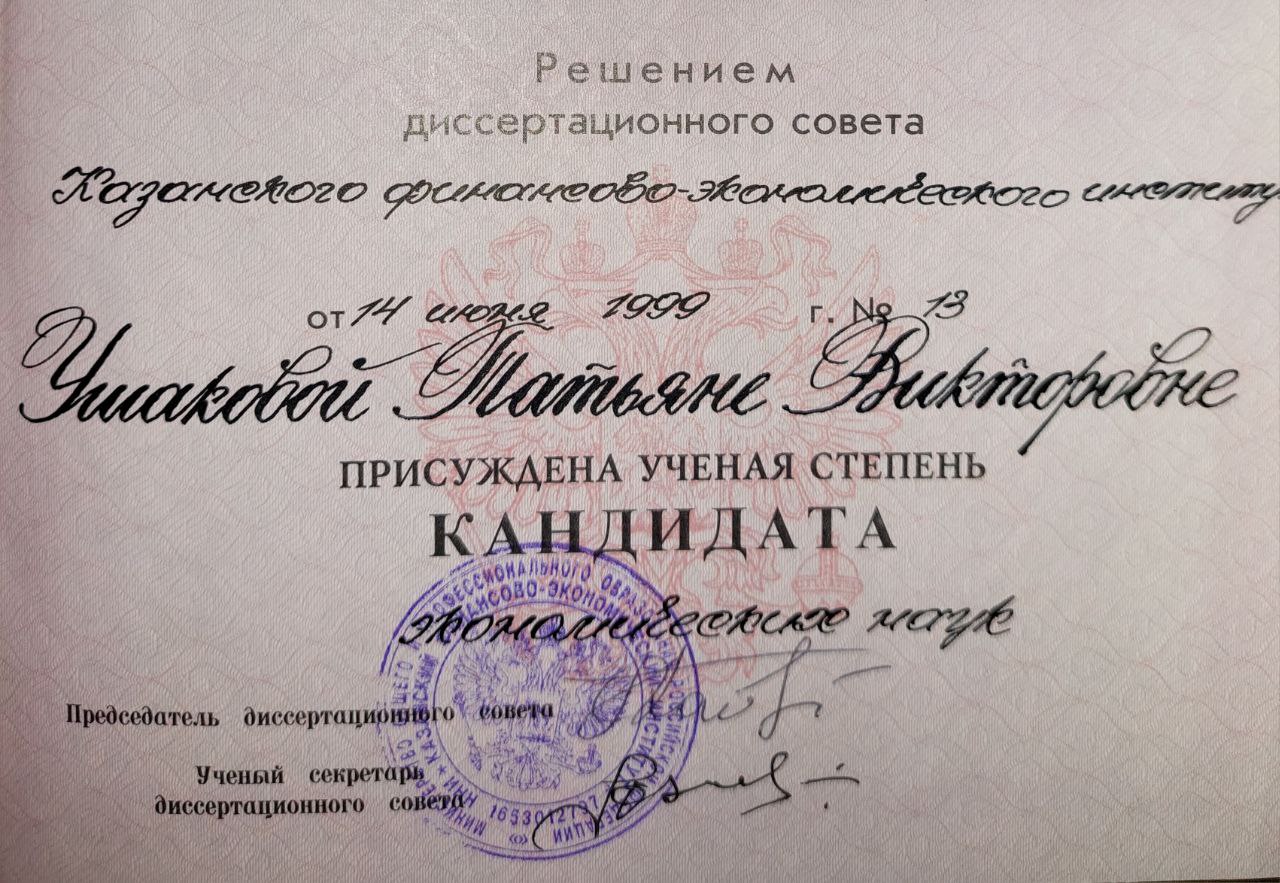 Решением
диссертационного совета
Казанского финансово-экономического институ
от 14 июня 1999 г. № 13
Ушаковой Татьяне Викторовне
ПРИСУЖДЕНА УЧЕНАЯ СТЕПЕНЬ
КАНДИДАТА
экономических наук
Председатель диссертационного совета
Ученый секретарь
диссертационного совета